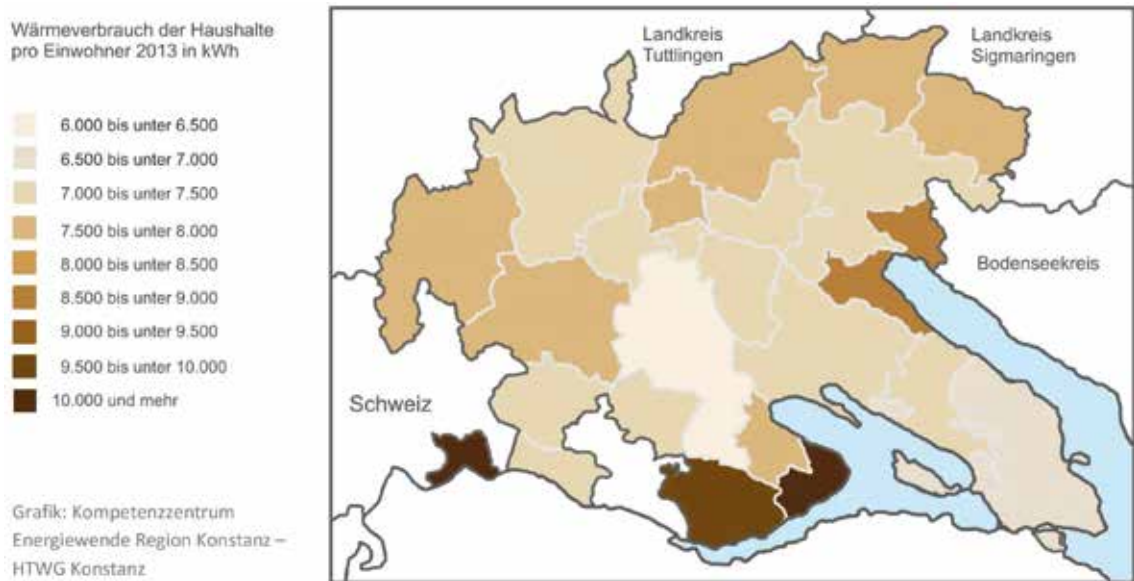 Wärmeverbrauch der Haushalte
pro Einwohner 2013 in kWh
6.000 bis unter 6.500
6.500 bis unter 7.000
7.000 bis unter 7.500
7.500 bis unter 8.000
8.000 bis unter 8.500
8.500 bis unter 9.000
9.000 bis unter 9.500
9.500 bis unter 10.000
10.000 und mehr
Grafik: Kompetenzzentrum
Energiewende Region Konstanz –
HTWG Konstanz
Landkreis
Tuttlingen
Landkreis
Sigmaringen
Bodenseekreis
Schweiz